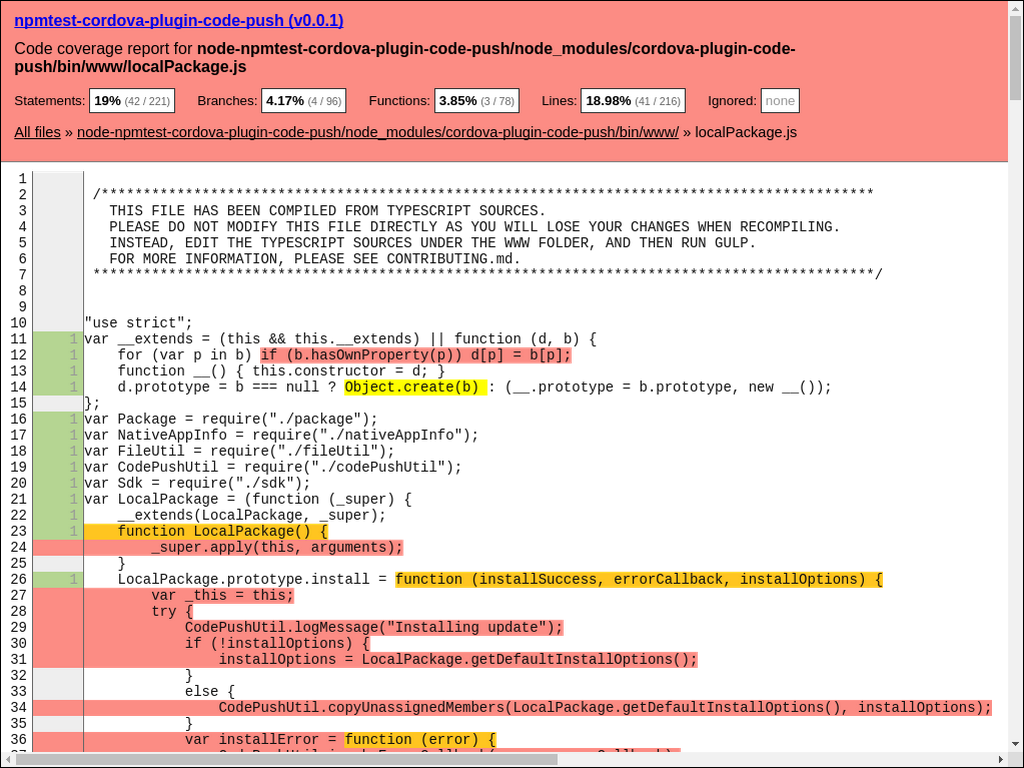 npmtest-cordova-plugin-code-push (v0.0.1)
Code coverage report for node-npmtest-cordova-plugin-code-push/node_modules/cordova-plugin-code-
push/bin/www/localPackage.js
Statements: 19% (42 / 221) Branches: 4.17% (4 / 96) Functions: 3.85% (3 / 78) Lines: 18.98% (41 / 216) Ignored: none
All files » node-npmtest-cordova-plugin-code-push/node_modules/cordova-plugin-code-push/bin/www/ » localPackage.js
1
2 /********************************************************************************************
3 THIS FILE HAS BEEN COMPILED FROM TYPESCRIPT SOURCES.
4 PLEASE DO NOT MODIFY THIS FILE DIRECTLY AS YOU WILL LOSE YOUR CHANGES WHEN RECOMPILING.
5 INSTEAD, EDIT THE TYPESCRIPT SOURCES UNDER THE WWW FOLDER, AND THEN RUN GULP.
6 FOR MORE INFORMATION, PLEASE SEE CONTRIBUTING.md.
7 *********************************************************************************************/
8
9
10 "use strict";
11 1 var __extends = (this && this.__extends) || function (d, b) {
12 1 for (var p in b) if (b.hasOwnProperty(p)) d[p] = b[p];
13 1 function __() { this.constructor = d; }
14 1 d.prototype = b === null ? Object.create(b) : (__.prototype = b.prototype, new __());
15 };
16 1 var Package = require("./package");
17 1 var NativeAppInfo = require("./nativeAppInfo");
18 1 var FileUtil = require("./fileUtil");
19 1 var CodePushUtil = require("./codePushUtil");
20 1 var Sdk = require("./sdk");
21 1 var LocalPackage = (function (_super) {
22 1 __extends(LocalPackage, _super);
23 1 function LocalPackage() {
24 _super.apply(this, arguments);
25 }
26 1 LocalPackage.prototype.install = function (installSuccess, errorCallback, installOptions) {
27 var _this = this;
28 try {
29 CodePushUtil.logMessage("Installing update");
30 if (!installOptions) {
31 installOptions = LocalPackage.getDefaultInstallOptions();
32 }
33 else {
34 CodePushUtil.copyUnassignedMembers(LocalPackage.getDefaultInstallOptions(), installOptions);
35 }
36 var installError = function (error) {